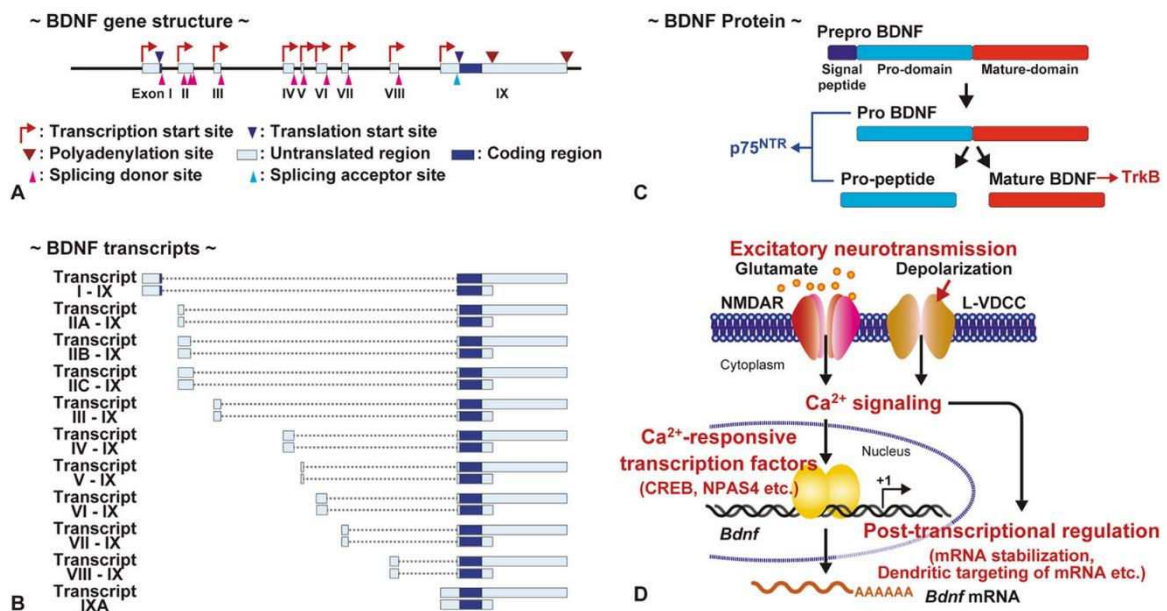 ~ BDNF gene structure ~
Exon I II III IV V VI VII VIII IX
: Transcription start site : Translation start site
: Polyadenylation site : Untranslated region : Coding region
: Splicing donor site : Splicing acceptor site
A
~ BDNF transcripts ~
Transcript
I - IX
Transcript
IIA - IX
Transcript
IIB - IX
Transcript
IIC - IX
Transcript
III - IX
Transcript
IV - IX
Transcript
V - IX
Transcript
VI - IX
Transcript
VII - IX
Transcript
VIII - IX
Transcript
IXA
B
~ BDNF Protein ~
Prepro BDNF
Signal
peptide
Pro-domain
Mature-domain
Pro BDNF
p75NTR
Pro-peptide
Mature BDNF
TrkB
C
Excitatory neurotransmission
Glutamate
Depolarization
NMDAR
L-VDCC
Cytoplasm
Ca2+ signaling
Ca2+-responsive
transcription factors
(CREB, NPAS4 etc.)
Nucleus
+1
Bdnf
Post-transcriptional regulation
(mRNA stabilization,
Dendritic targeting of mRNA etc.)
AAAAAA
Bdnf mRNA
D